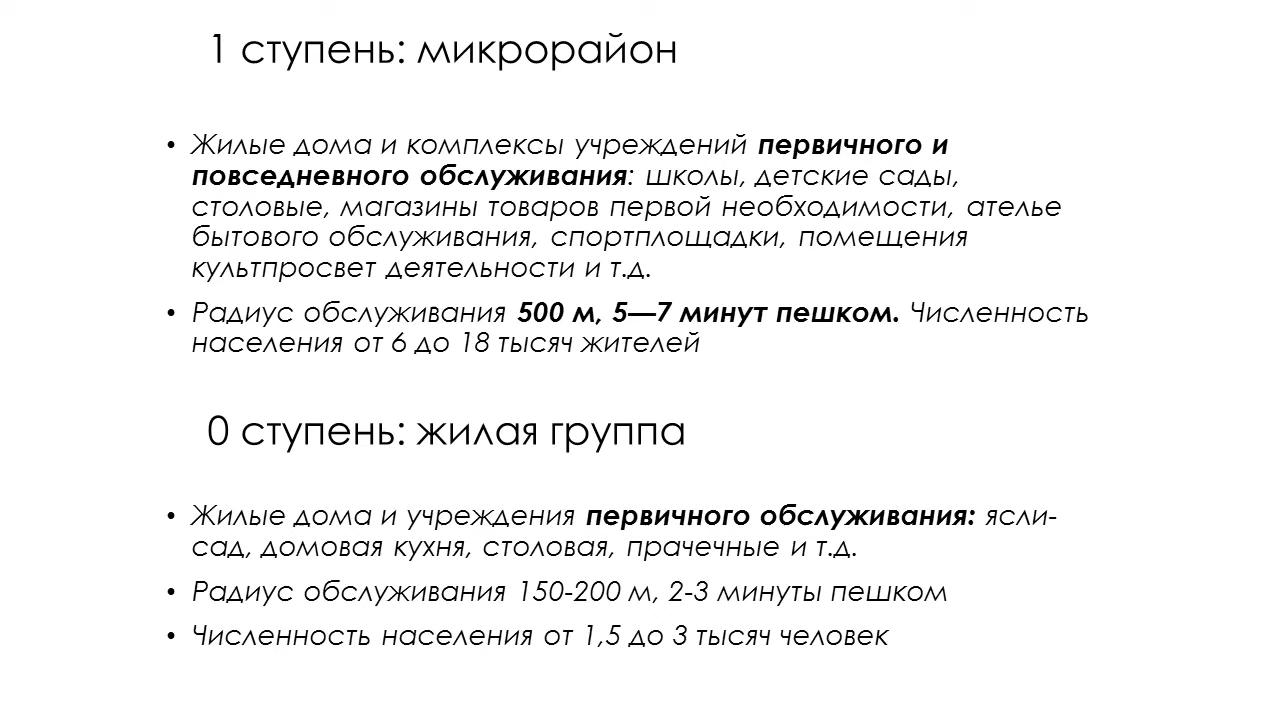 1 ступень: микрорайон
• Жилые дома и комплексы учреждений первичного и
повседневного обслуживания: школы, детские сады,
столовые, магазины товаров первой необходимости, ателье
бытового обслуживания, спортплощадки, помещения
культпросвет деятельности и т.д.
• Радиус обслуживания 500 м, 5—7 минут пешком. Численность
населения от 6 до 18 тысяч жителей
0 ступень: жилая группа
• Жилые дома и учреждения первичного обслуживания: ясли-
сад, домовая кухня, столовая, прачечные и т.д.
• Радиус обслуживания 150-200 м, 2-3 минуты пешком
• Численность населения от 1,5 до 3 тысяч человек